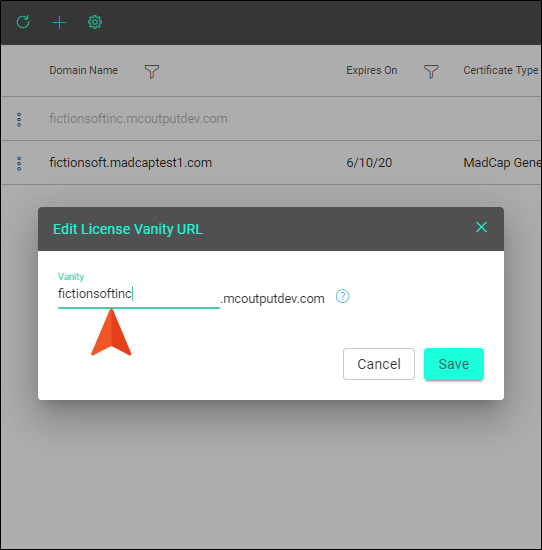 Domain Name Expires On Certificate Type
fictionsoftinc.mcoutputdev.com
fictionsoft.madcaptest1.com 6/10/20 MadCap Gene
Edit License Vanity URL
Vanity
fictionsoftinc .mcoutputdev.com ?
Cancel Save